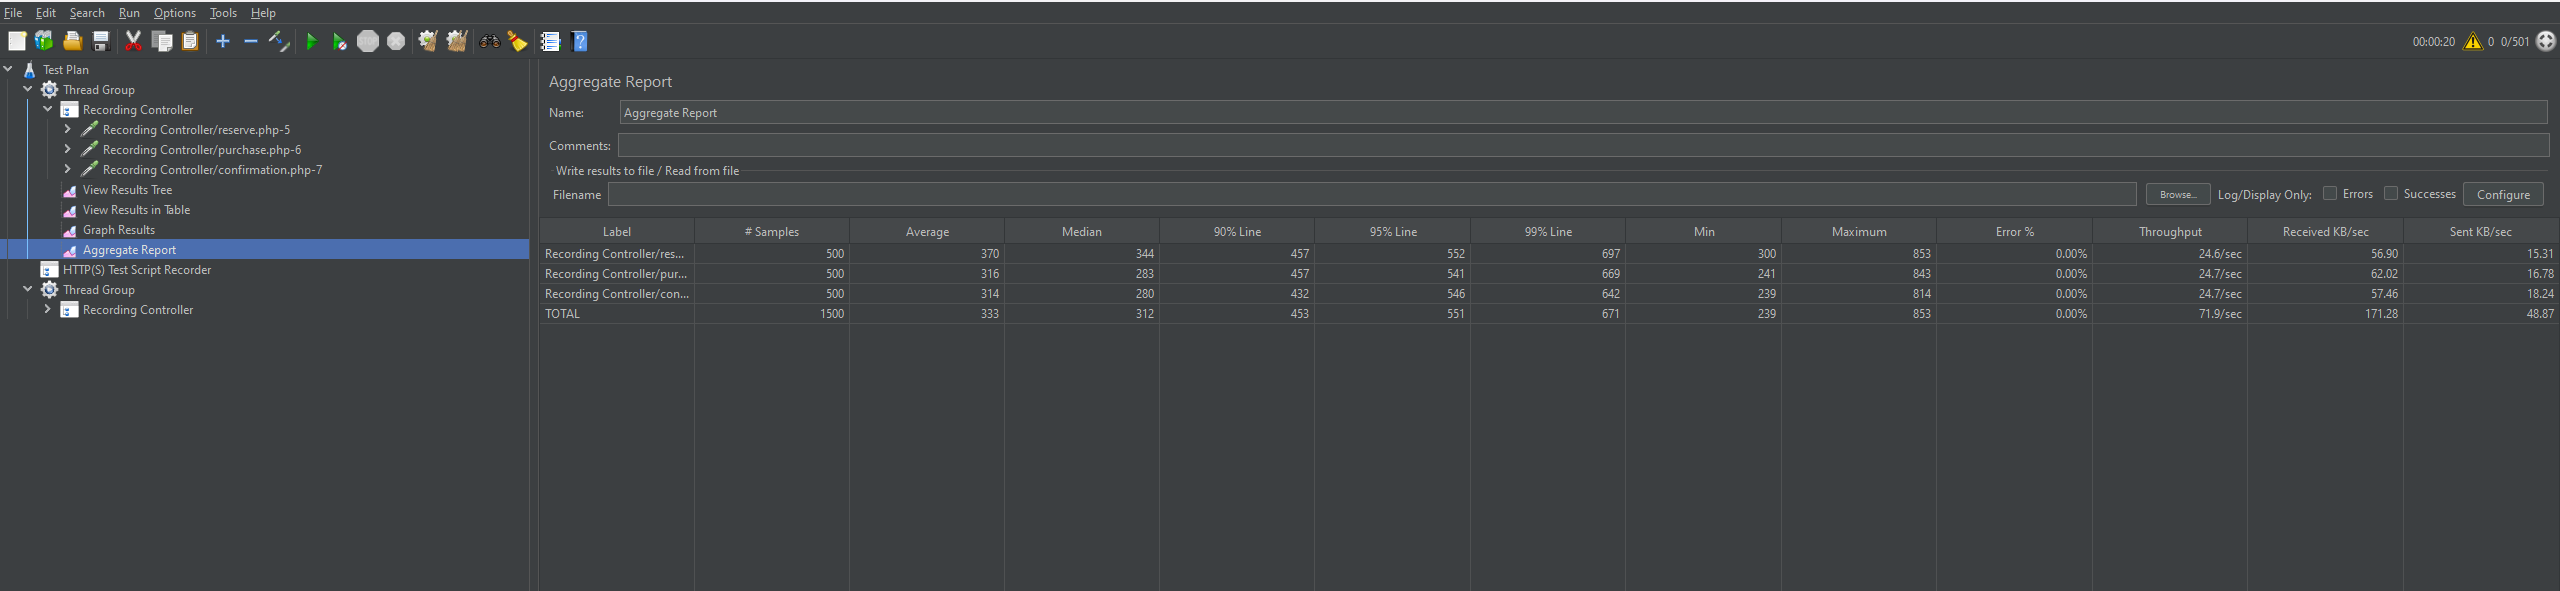 File Edit Search Run Options Tools Help
00:00:20 0 0/501
Test Plan
Thread Group
Recording Controller
Recording Controller/reserve.php-5
Recording Controller/purchase.php-6
Recording Controller/confirmation.php-7
View Results Tree
View Results in Table
Graph Results
Aggregate Report
HTTP(S) Test Script Recorder
Thread Group
Recording Controller
Aggregate Report
Name: Aggregate Report
Comments:
Write results to file / Read from file
Filename Browse... Log/Display Only: Errors Successes Configure
Label # Samples Average Median 90% Line 95% Line 99% Line Min Maximum Error % Throughput Received KB/sec Sent KB/sec
Recording Controller/res... 500 370 344 457 552 697 300 853 0.00% 24.6/sec 56.90 15.31
Recording Controller/pur... 500 316 283 457 541 669 241 843 0.00% 24.7/sec 62.02 16.78
Recording Controller/con... 500 314 280 432 546 642 239 814 0.00% 24.7/sec 57.46 18.24
TOTAL 1500 333 312 453 551 671 239 853 0.00% 71.9/sec 171.28 48.87